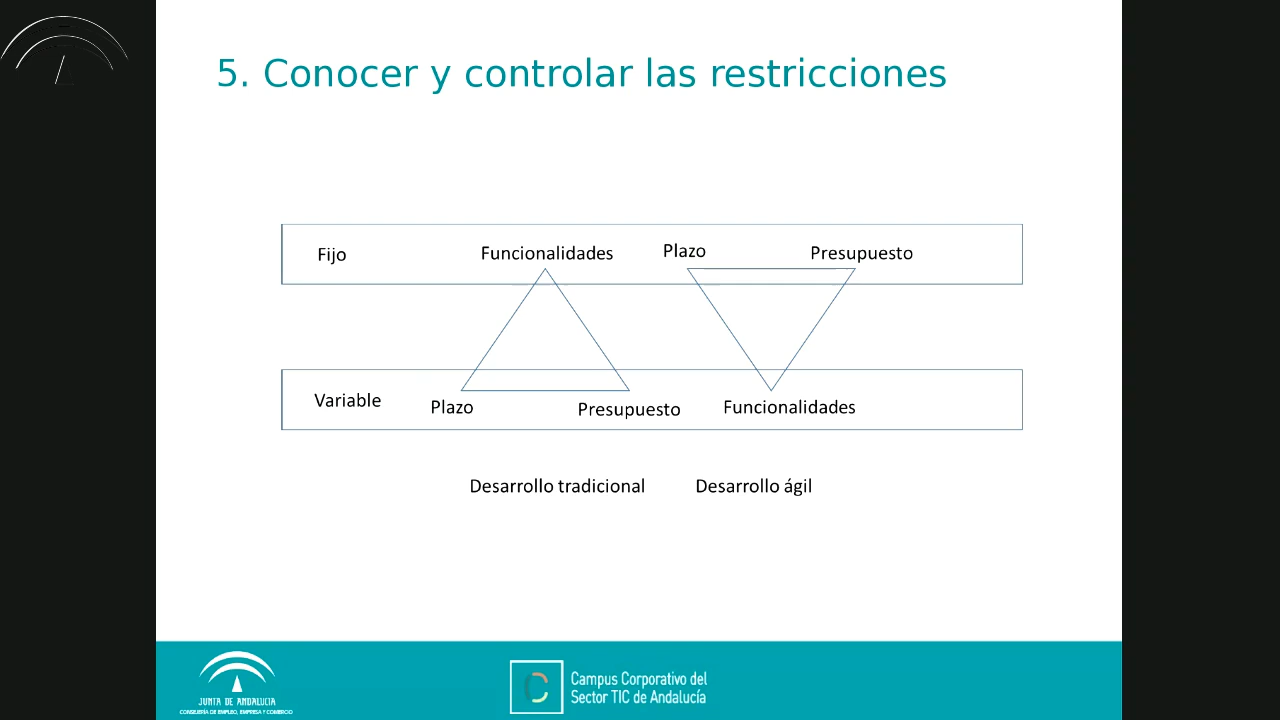 5. Conocer y controlar las restricciones
Fijo
Funcionalidades
Plazo
Presupuesto
Variable
Plazo
Presupuesto
Funcionalidades
Desarrollo tradicional
Desarrollo ágil
JUNTA DE ANDALUCIA
CONSEJERÍA DE EMPLEO, EMPRESA Y COMERCIO
Campus Corporativo del
Sector TIC de Andalucía